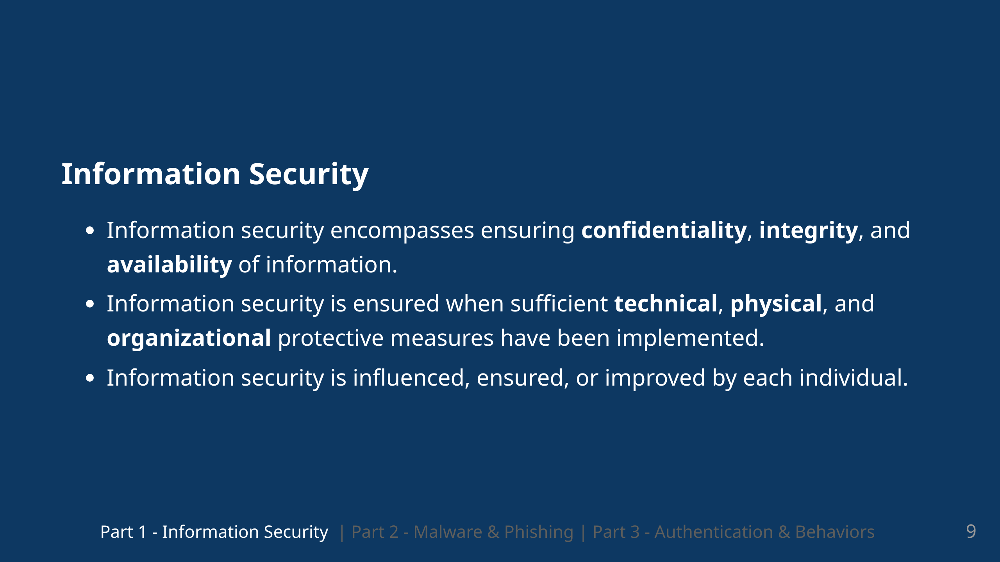 Information Security
• Information security encompasses ensuring confidentiality, integrity, and
availability of information.
• Information security is ensured when sufficient technical, physical, and
organizational protective measures have been implemented.
• Information security is influenced, ensured, or improved by each individual.
Part 1 - Information Security | Part 2 - Malware & Phishing | Part 3 - Authentication & Behaviors 9